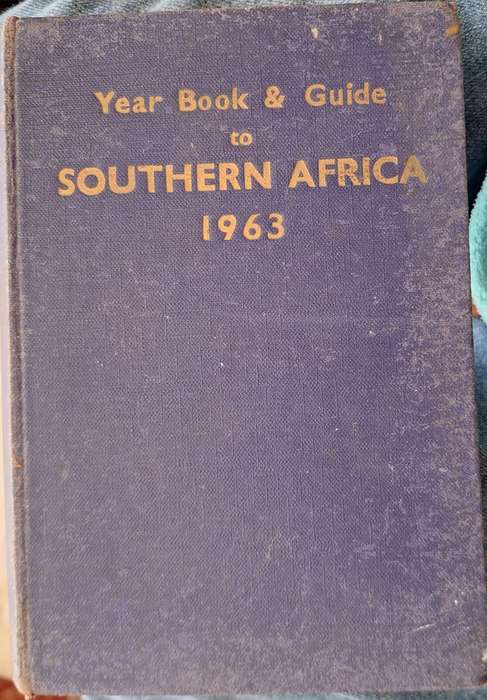 Year Book & Guide
to
SOUTHERN AFRICA
1963